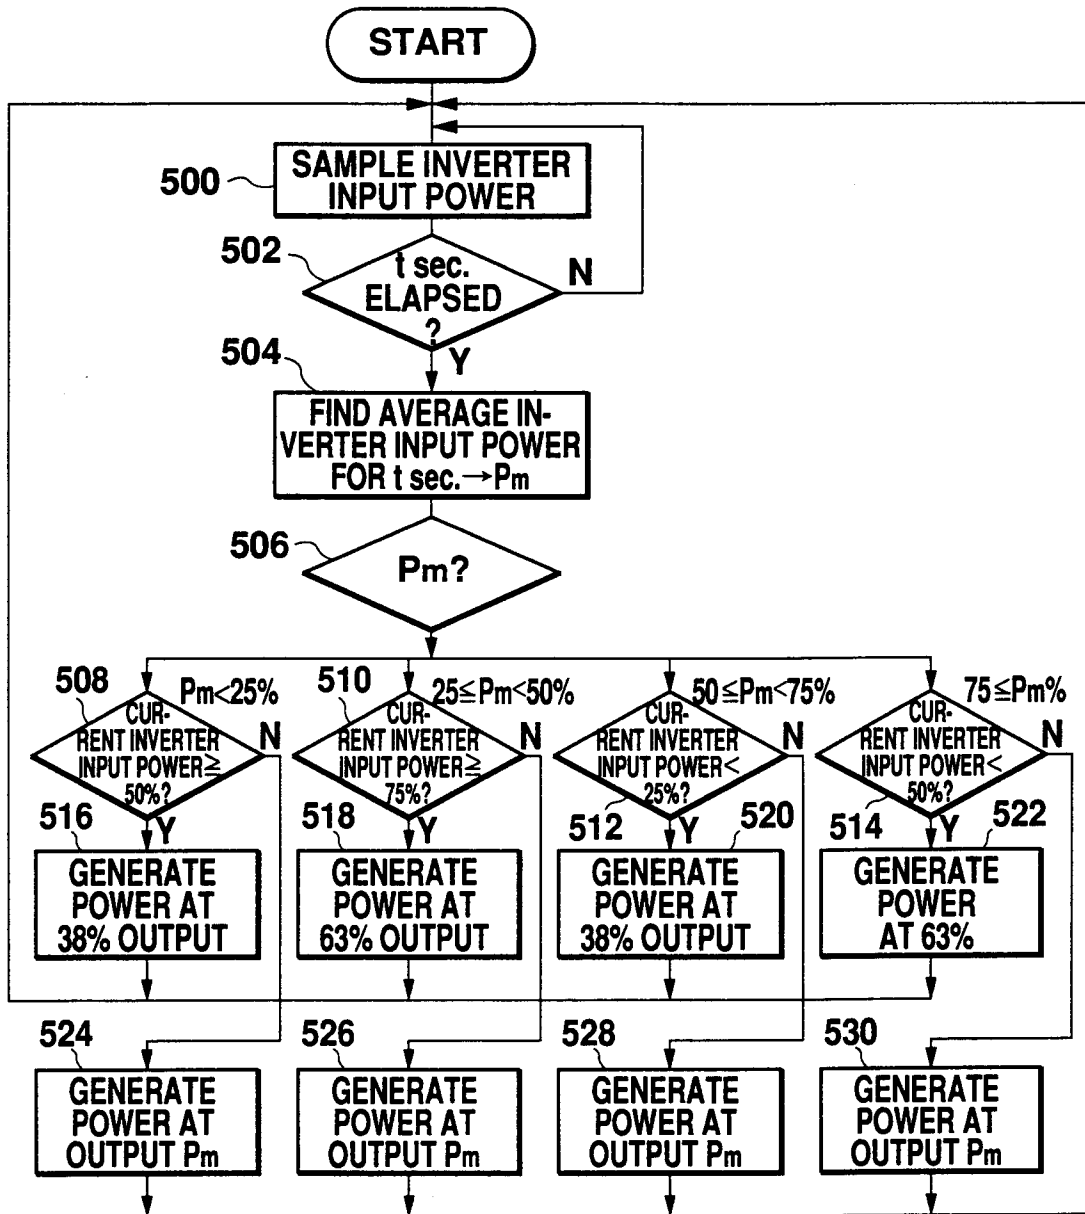 START
500
SAMPLE INVERTER
INPUT POWER
502
t sec.
ELAPSED
?
N
Y
504
FIND AVERAGE IN-
VERTER INPUT POWER
FOR t sec.→Pm
506
Pm?
508
Pm<25%
CUR-
RENT INVERTER
INPUT POWER≧
50%?
N
Y
510
25≦Pm<50%
CUR-
RENT INVERTER
INPUT POWER≧
75%?
N
Y
50≦Pm<75%
CUR-
RENT INVERTER
INPUT POWER<
25%?
N
512
Y
75≦Pm%
CUR-
RENT INVERTER
INPUT POWER<
50%?
N
514
Y
516
GENERATE
POWER AT
38% OUTPUT
518
GENERATE
POWER AT
63% OUTPUT
520
GENERATE
POWER AT
38% OUTPUT
522
GENERATE
POWER
AT 63%
524
GENERATE
POWER AT
OUTPUT Pm
526
GENERATE
POWER AT
OUTPUT Pm
528
GENERATE
POWER AT
OUTPUT Pm
530
GENERATE
POWER AT
OUTPUT Pm